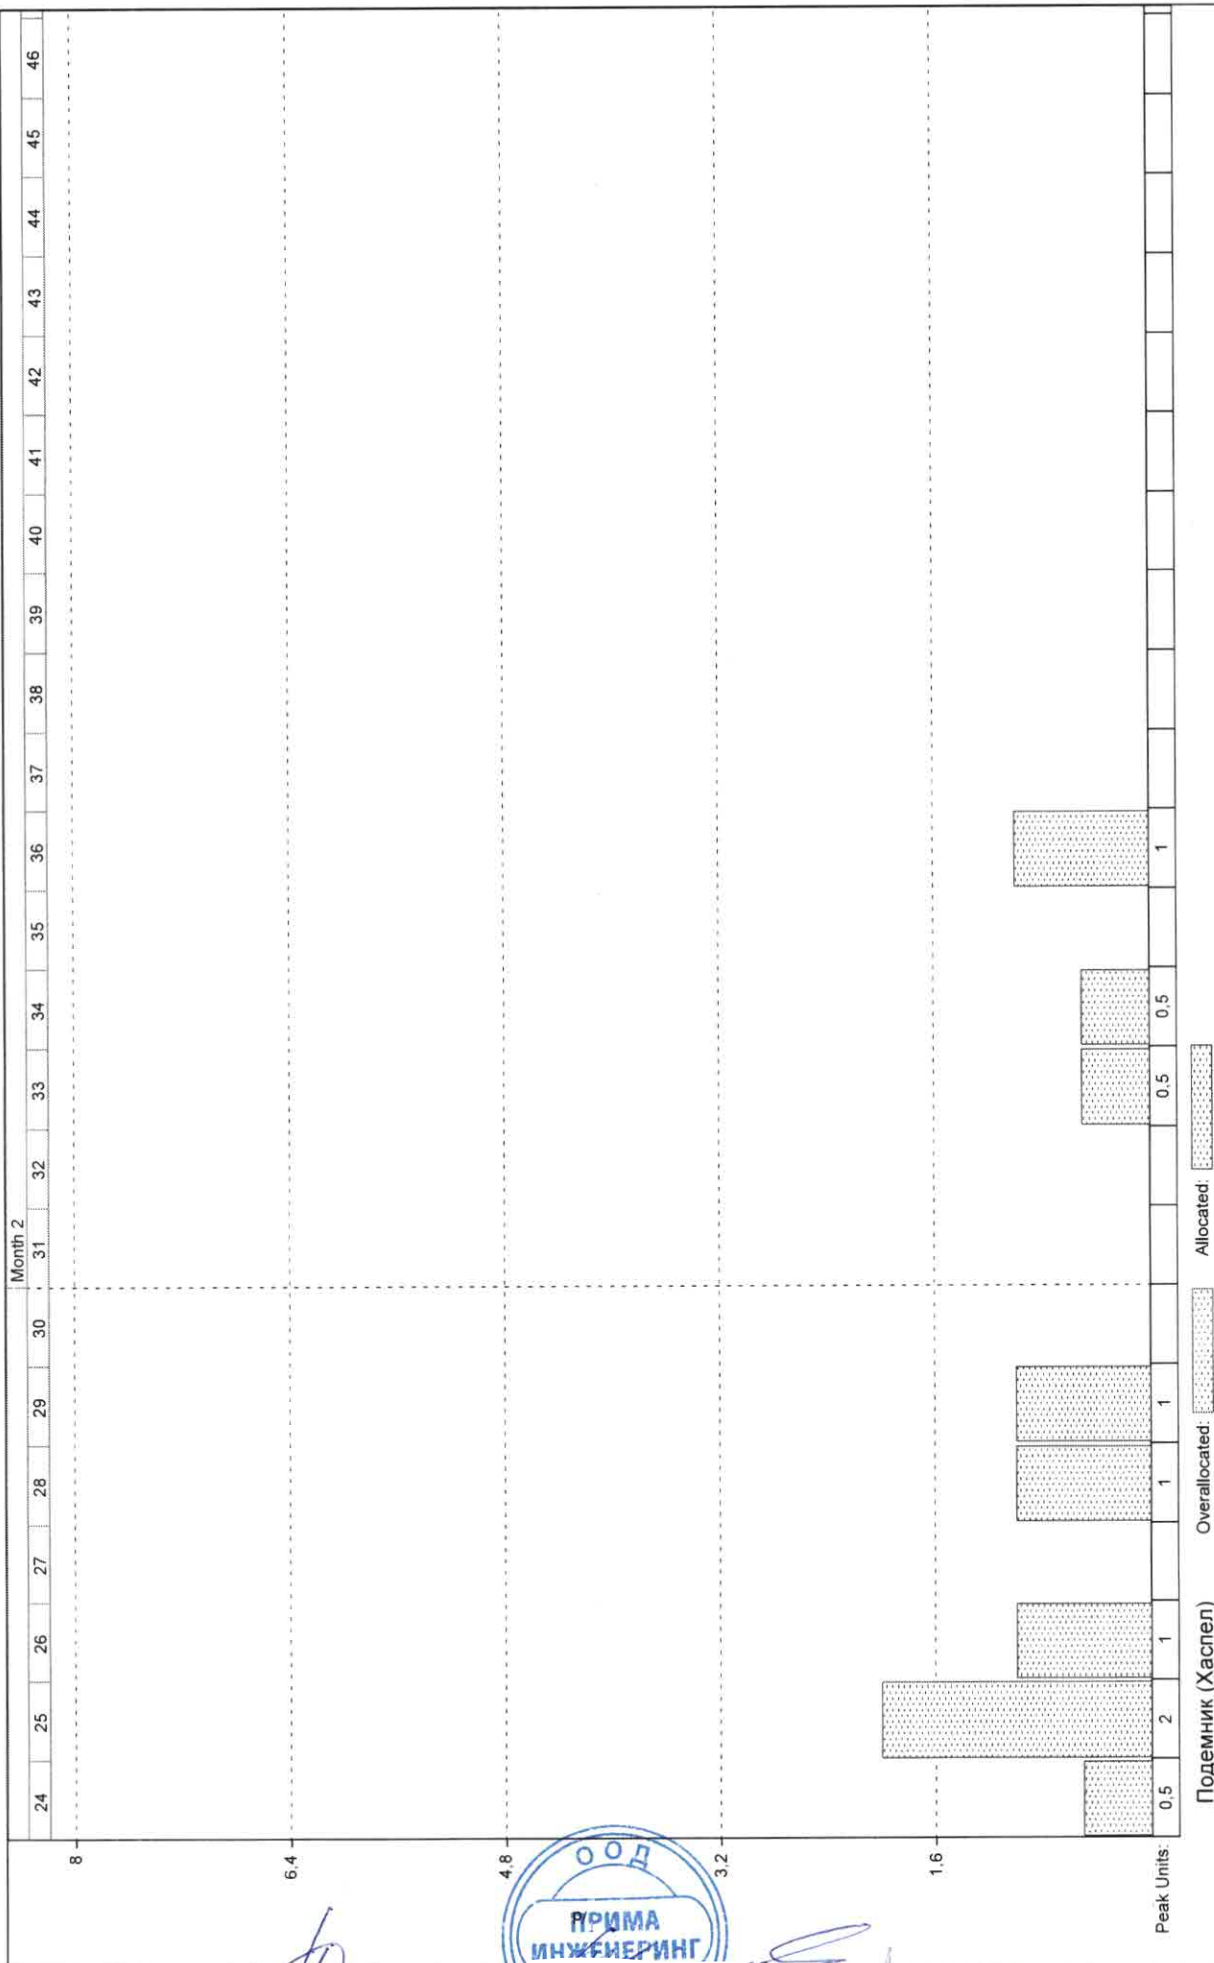 Month 2
24 25 26 27 28 29 30 31 32 33 34 35 36 37 38 39 40 41 42 43 44 45 46
8
6,4
4,8
3,2
1,6
Peak Units: 0,5 2 1 1 1 0,5 0,5 1
Подемник (Хаспел) Overallocated: Allocated:
ООД
ПРИМА
ИНЖЕНЕРИНГ